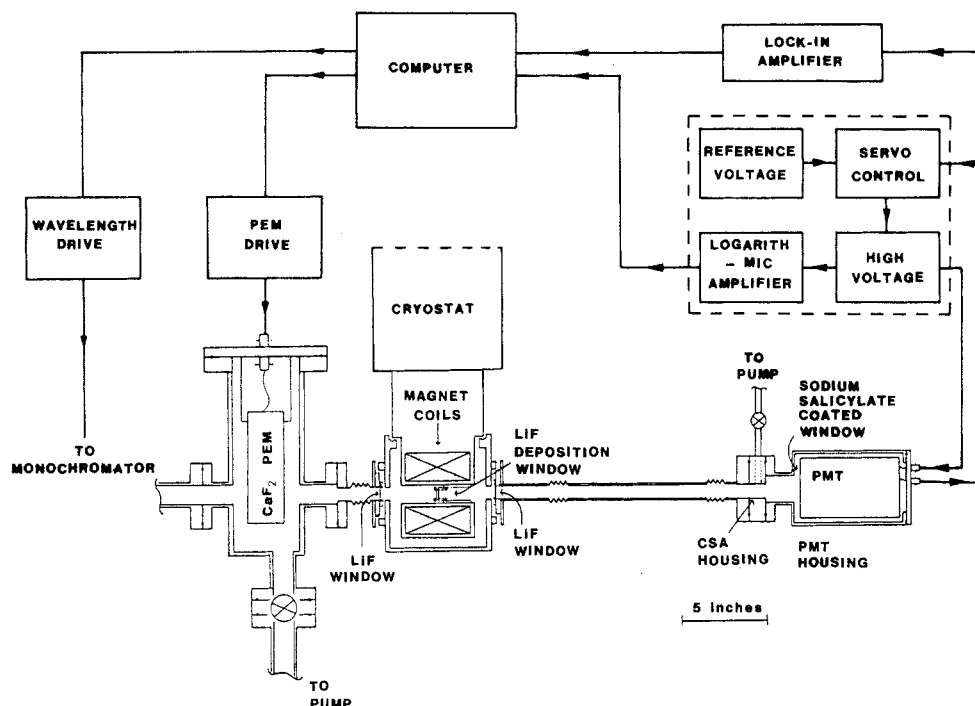 COMPUTER
LOCK-IN
AMPLIFIER
REFERENCE
VOLTAGE
SERVO
CONTROL
WAVELENGTH
DRIVE
PEM
DRIVE
LOGARITH
- MIC
AMPLIFIER
HIGH
VOLTAGE
CRYOSTAT
TO
PUMP
SODIUM
SALICYLATE
COATED
WINDOW
MAGNET
COILS
LiF
DEPOSITION
WINDOW
TO
MONOCHROMATOR
CaF2 PEM
PMT
LiF
WINDOW
LiF
WINDOW
CSA
HOUSING
PMT
HOUSING
5 inches
TO
PUMP